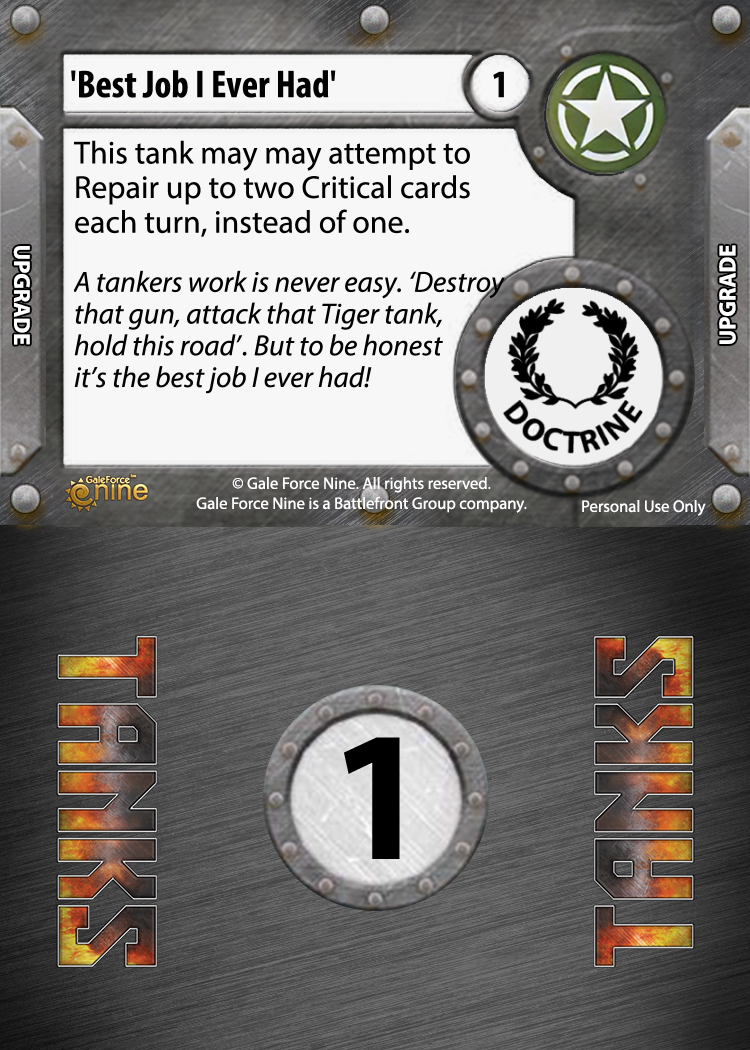 'Best Job I Ever Had'
1
This tank may may attempt to
Repair up to two Critical cards
each turn, instead of one.
A tankers work is never easy. ‘Destroy
that gun, attack that Tiger tank,
hold this road’. But to be honest
it’s the best job I ever had!
UPGRADE
UPGRADE
DOCTRINE
GaleForce™
nine
© Gale Force Nine. All rights reserved.
Gale Force Nine is a Battlefront Group company.
Personal Use Only
TANKS
1
TANKS